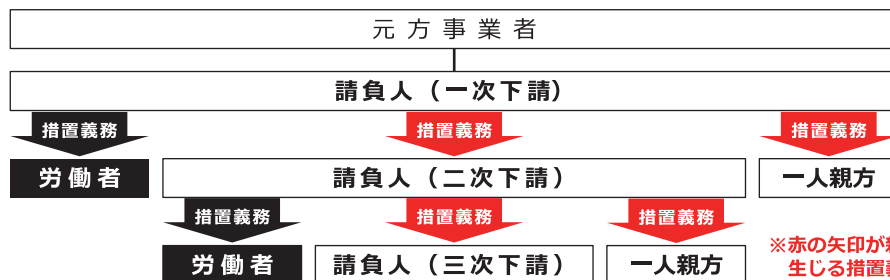 元方事業者
請負人（一次下請）
措置義務 措置義務 措置義務
労働者 請負人（二次下請） 一人親方
措置義務 措置義務 措置義務
労働者 請負人（三次下請） 一人親方
※赤の矢印が
生じる措置